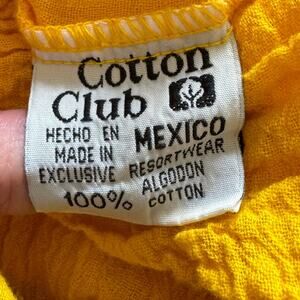 Cotton
Club
HECHO EN MEXICO
MADE IN
EXCLUSIVE RESORTWEAR
ALGODON
100% COTTON